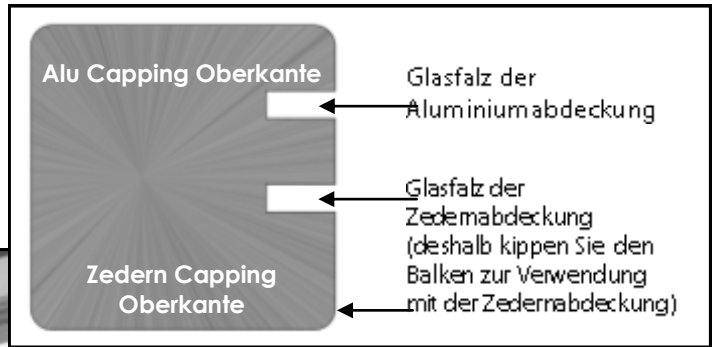 Alu Capping Oberkante
Glasfalz der
Aluminiumabdeckung
Glasfalz der
Zedernabdeckung
(deshalb kippen Sie den
Balken zur Verwendung
mit der Zedernabdeckung)
Zedern Capping
Oberkante